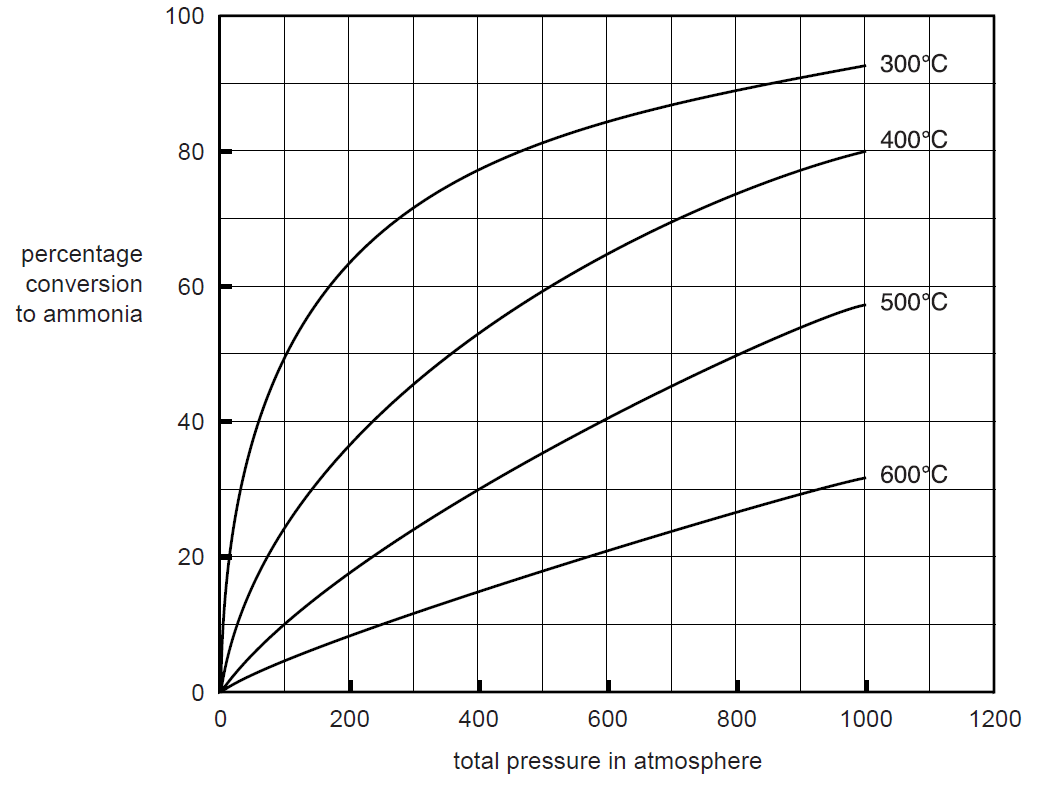 100
300°C
400°C
80
percentage
conversion
to ammonia
60
500°C
40
600°C
20
0
0 200 400 600 800 1000 1200
total pressure in atmosphere